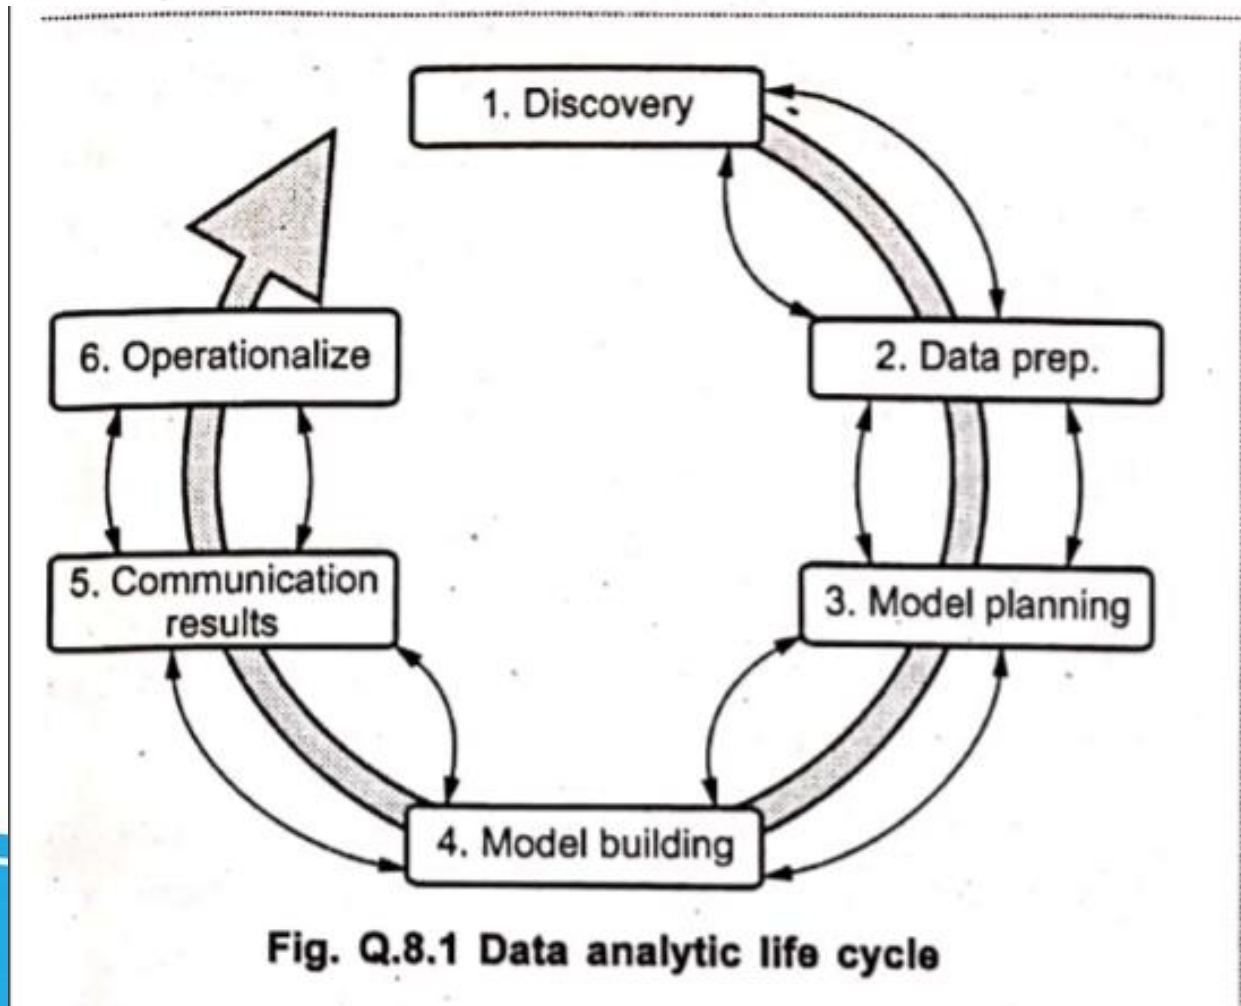 1. Discovery
2. Data prep.
3. Model planning
4. Model building
5. Communication
results
6. Operationalize
Fig. Q.8.1 Data analytic life cycle